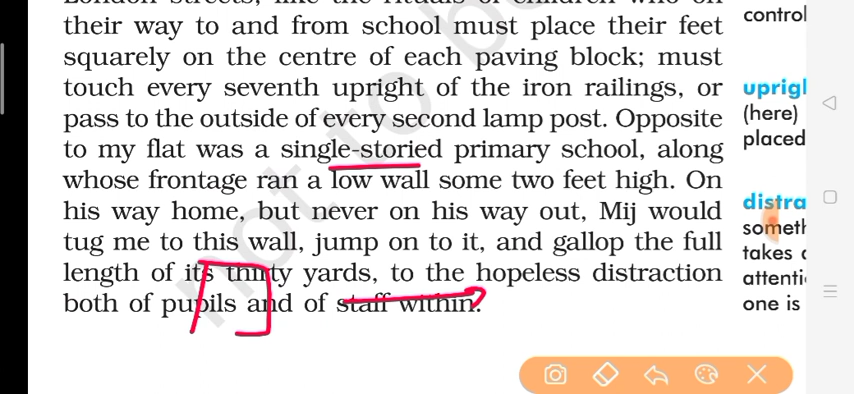 their way to and from school must place their feet
squarely on the centre of each paving block; must
touch every seventh upright of the iron railings, or
pass to the outside of every second lamp post. Opposite
to my flat was a single-storied primary school, along
whose frontage ran a low wall some two feet high. On
his way home, but never on his way out, Mij would
tug me to this wall, jump on to it, and gallop the full
length of its thirty yards, to the hopeless distraction
both of pupils and of staff within.
control
(here)
placed
takes
one is
not to be